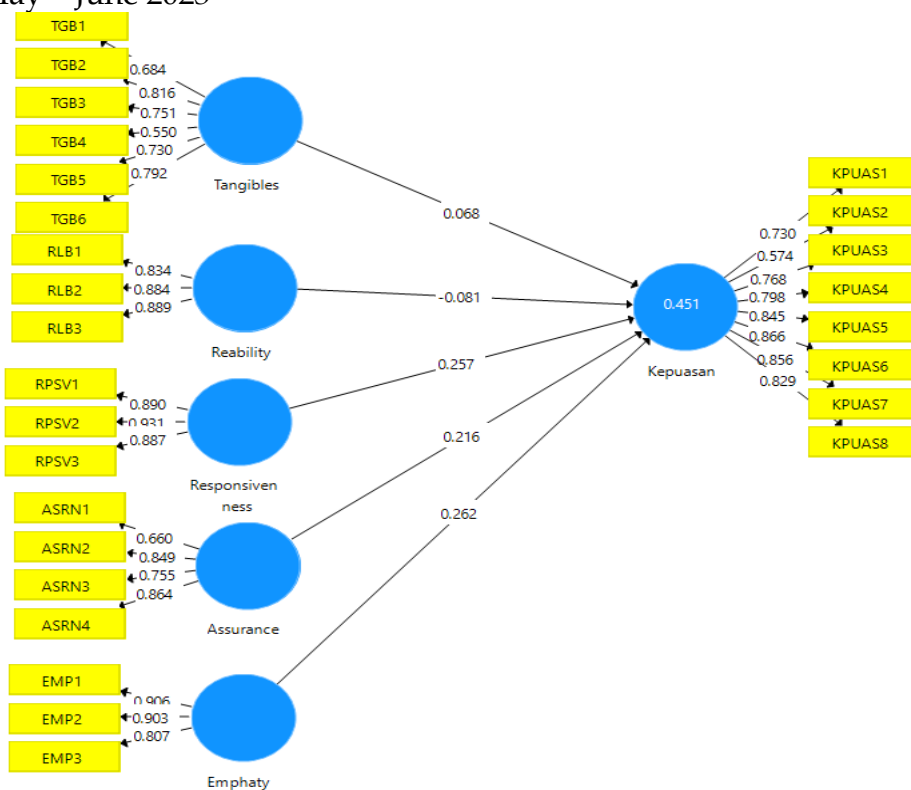 June 2023
TGB1
TGB2
TGB3
TGB4
TGB5
TGB6
0.684
0.816
0.751
0.550
0.730
0.792
Tangibles
RLB1
RLB2
RLB3
0.834
0.884
0.889
Reability
RPSV1
RPSV2
RPSV3
0.890
0.931
0.887
Responsiven
ness
ASRN1
ASRN2
ASRN3
ASRN4
0.660
0.849
0.755
0.864
Assurance
EMP1
EMP2
EMP3
0.906
0.903
0.807
Emphaty
0.068
-0.081
0.257
0.216
0.262
0.451
Kepuasan
0.730
0.574
0.768
0.798
0.845
0.866
0.856
0.829
KPUAS1
KPUAS2
KPUAS3
KPUAS4
KPUAS5
KPUAS6
KPUAS7
KPUAS8